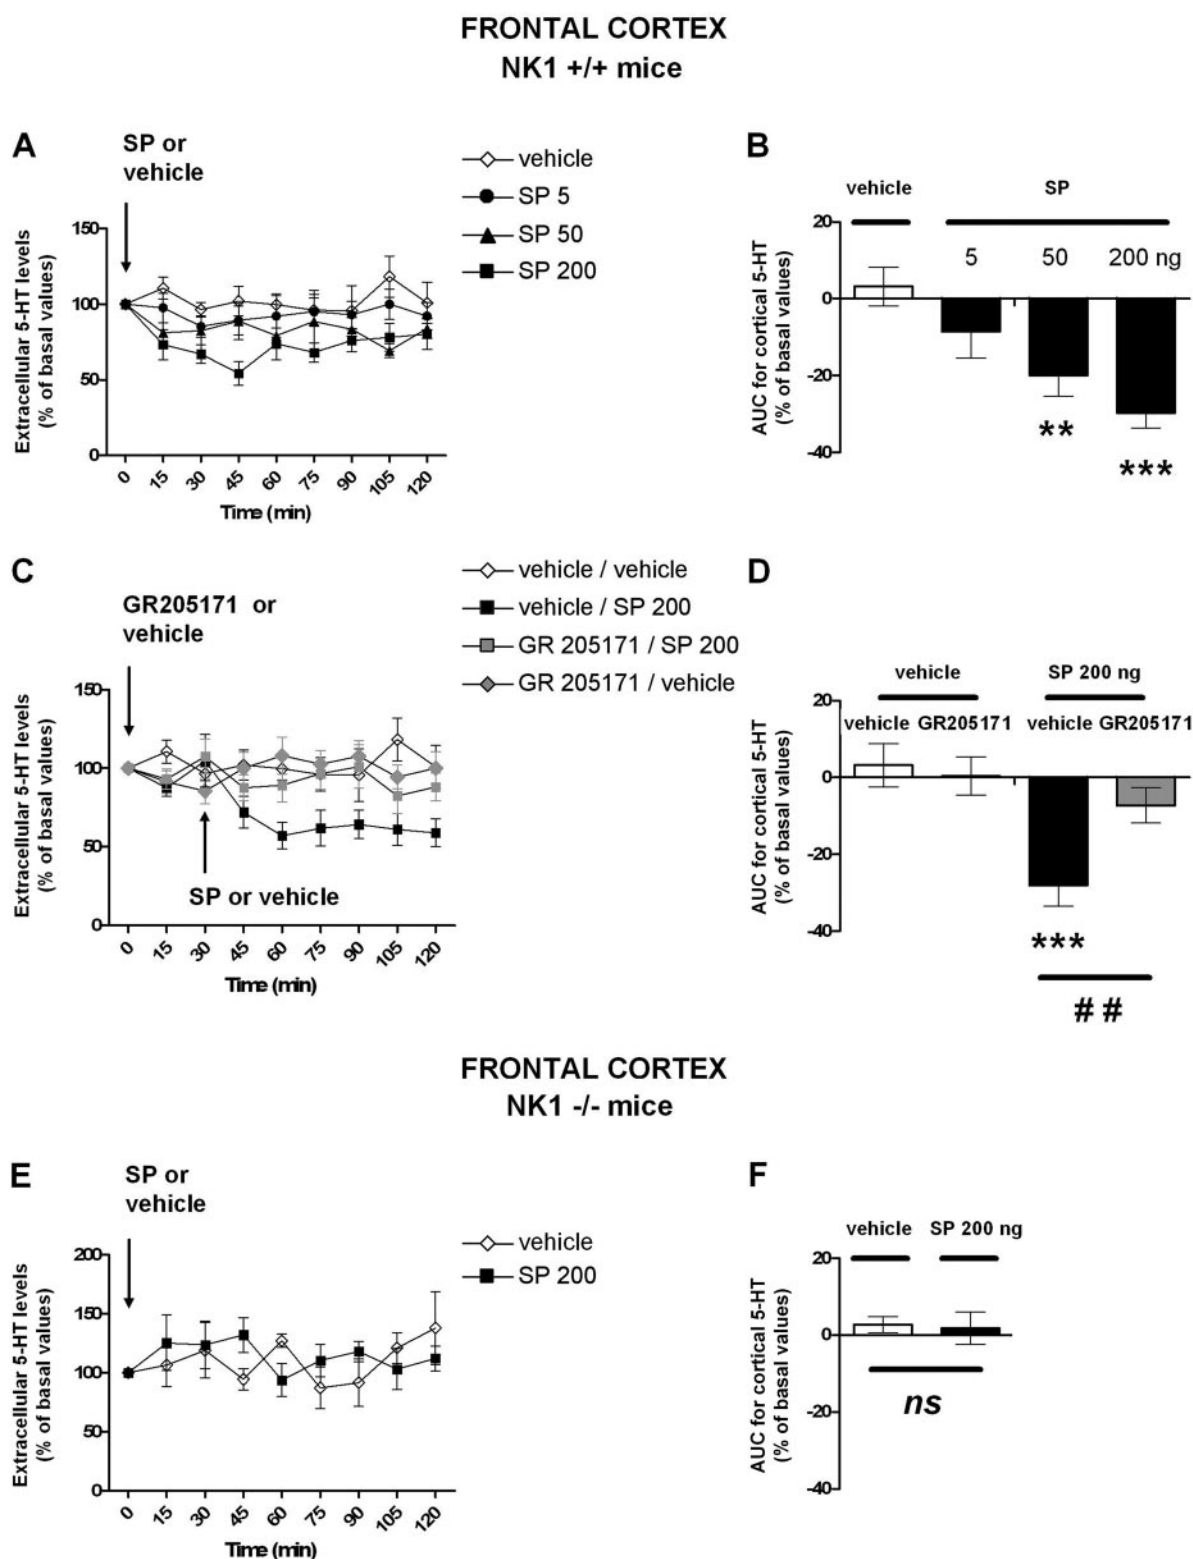 FRONTAL CORTEX
NK1 +/+ mice
A
SP or
vehicle
vehicle
SP 5
SP 50
SP 200
Extracellular 5-HT levels
(% of basal values)
150
100
50
0
0 15 30 45 60 75 90 105 120
Time (min)
B
vehicle SP
5 50 200 ng
AUC for cortical 5-HT
(% of basal values)
20
0
-20
-40
**
***
C
GR205171 or
vehicle
vehicle / vehicle
vehicle / SP 200
GR 205171 / SP 200
GR 205171 / vehicle
Extracellular 5-HT levels
(% of basal values)
150
100
50
0
SP or vehicle
0 15 30 45 60 75 90 105 120
Time (min)
D
vehicle SP 200 ng
vehicle GR205171 vehicle GR205171
AUC for cortical 5-HT
(% of basal values)
20
0
-20
-40
***
# #
FRONTAL CORTEX
NK1 -/- mice
E
SP or
vehicle
vehicle
SP 200
Extracellular 5-HT levels
(% of basal values)
200
150
100
50
0
0 15 30 45 60 75 90 105 120
Time (min)
F
vehicle SP 200 ng
AUC for cortical 5-HT
(% of basal values)
20
0
-20
-40
ns